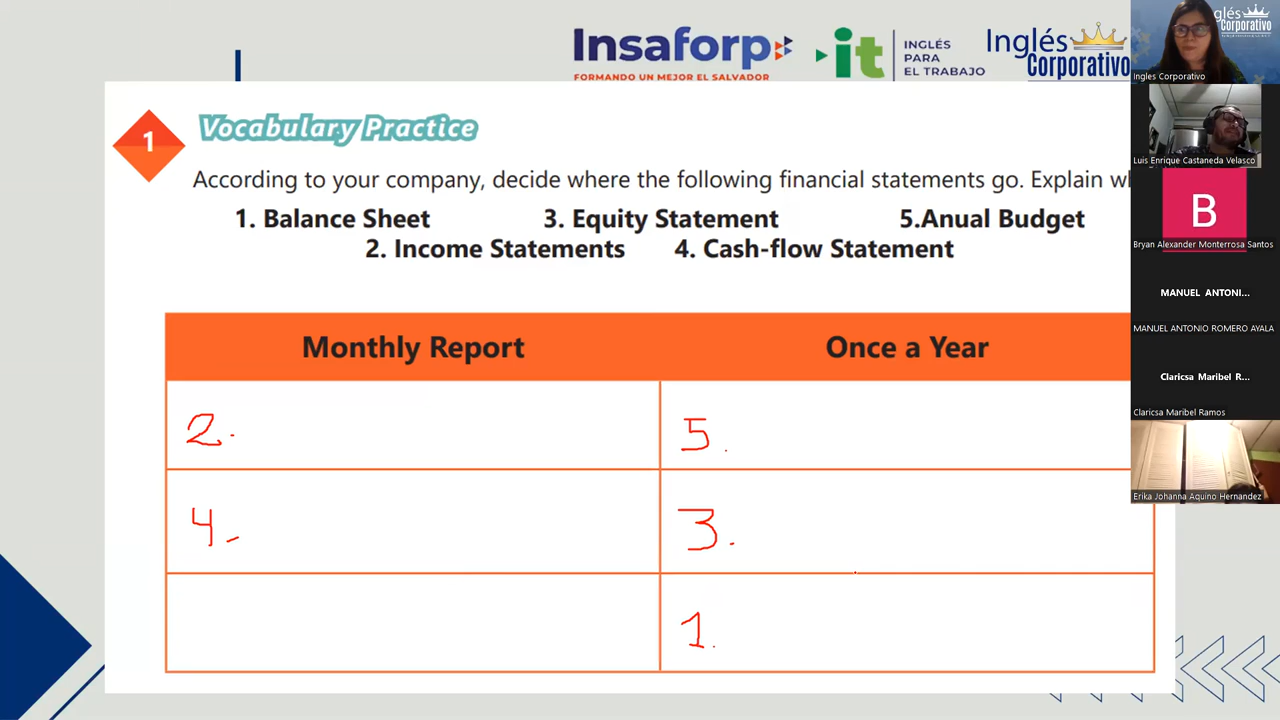 Insaforp
FORMANDO UN MEJOR EL SALVADOR
it
INGLÉS
PARA
EL TRABAJO
Inglés
Corporativo
glés
Corporativo
Ingles Corporativo
1
Vocabulary Practice
According to your company, decide where the following financial statements go. Explain wh
1. Balance Sheet 3. Equity Statement 5.Anual Budget
2. Income Statements 4. Cash-flow Statement
Monthly Report Once a Year
2. 5.
4. 3.
1.
Luis Enrique Castaneda Velasco
B
Bryan Alexander Monterrosa Santos
MANUEL ANTONI...
MANUEL ANTONIO ROMERO AYALA
Claricsa Maribel R...
Claricsa Maribel Ramos
Erika Johanna Aquino Hernandez